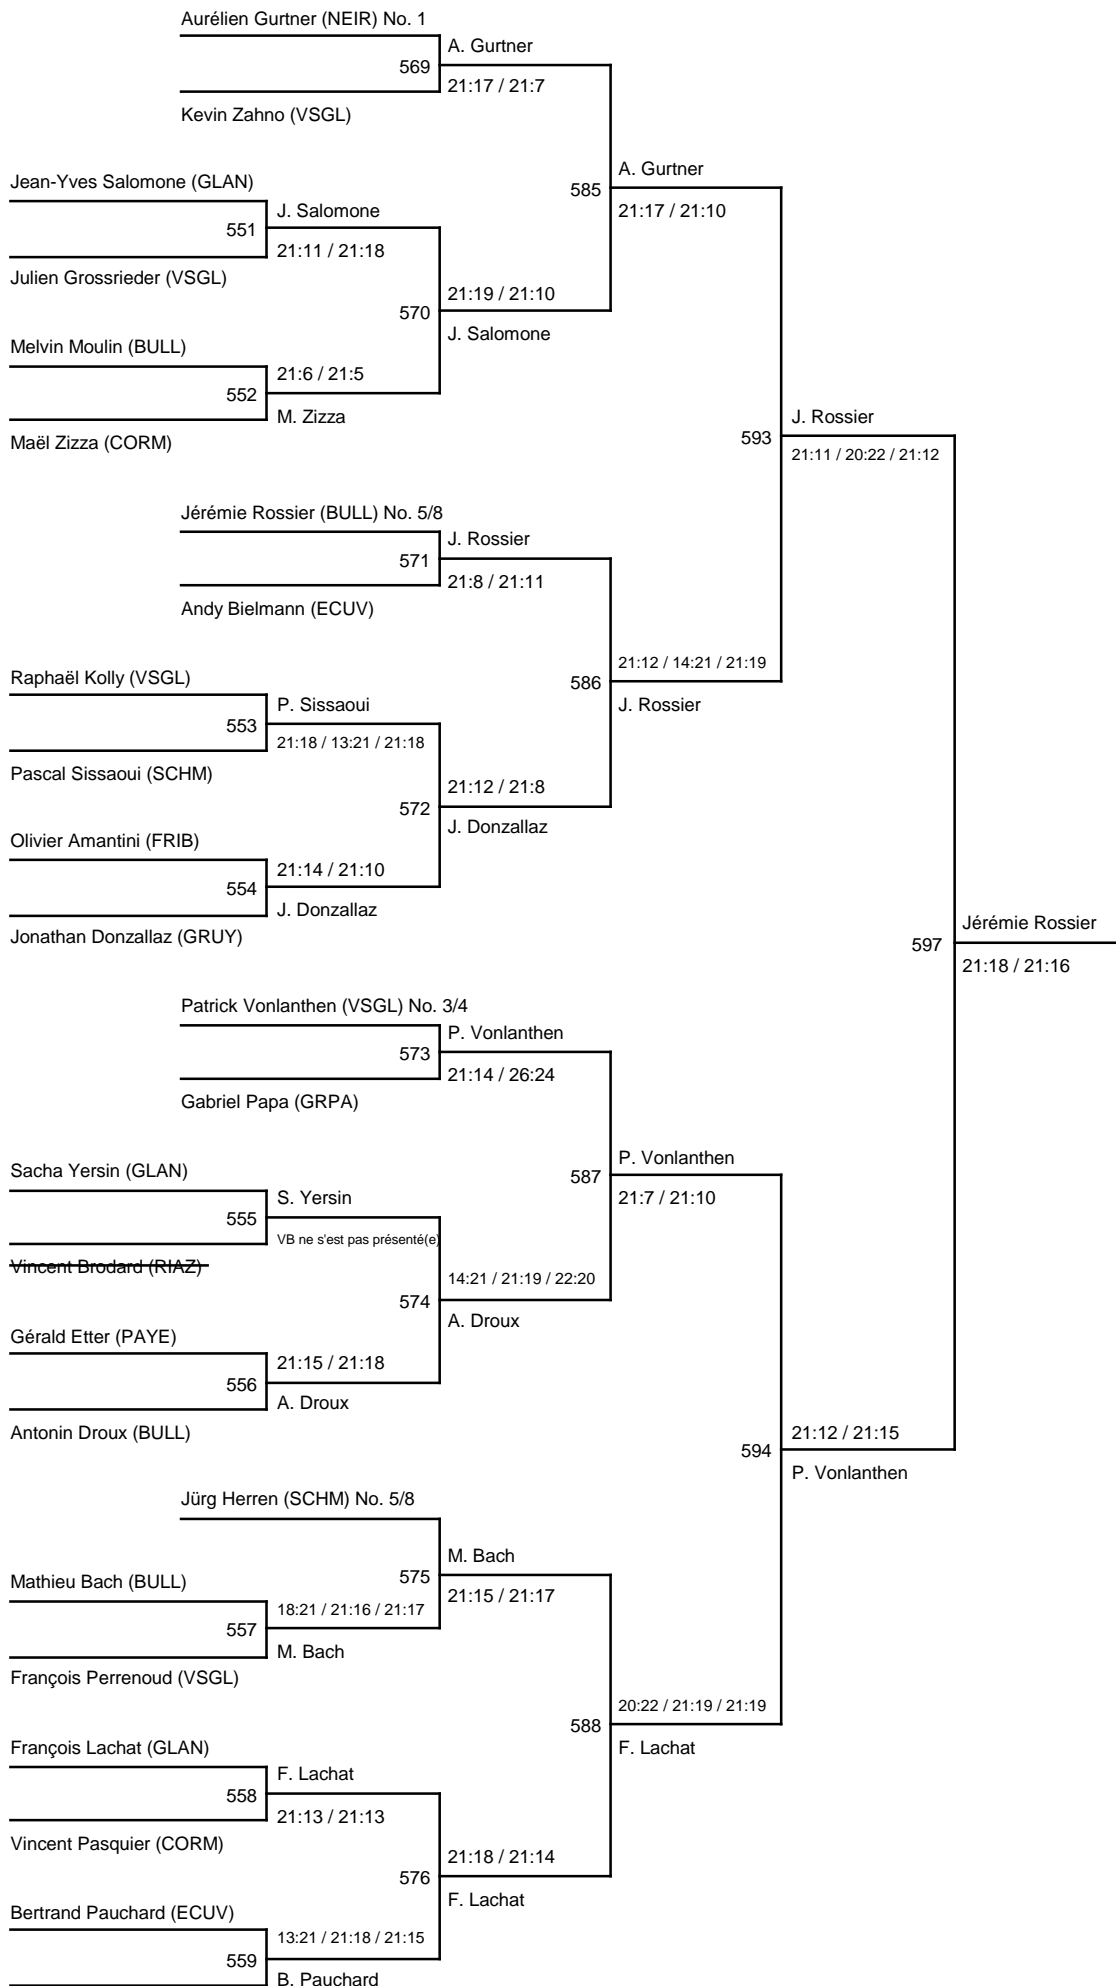 Aurélien Gurtner (NEIR) No. 1
A. Gurtner
569
21:17 / 21:7
Kevin Zahno (VSGL)
A. Gurtner
585
21:17 / 21:10
Jean-Yves Salomone (GLAN)
J. Salomone
551
21:11 / 21:18
Julien Grossrieder (VSGL)
21:19 / 21:10
570
J. Salomone
Melvin Moulin (BULL)
21:6 / 21:5
552
M. Zizza
Maël Zizza (CORM)
J. Rossier
593
21:11 / 20:22 / 21:12
Jérémie Rossier (BULL) No. 5/8
J. Rossier
571
21:8 / 21:11
Andy Bielmann (ECUV)
21:12 / 14:21 / 21:19
586
J. Rossier
Raphaël Kolly (VSGL)
P. Sissaoui
553
21:18 / 13:21 / 21:18
Pascal Sissaoui (SCHM)
21:12 / 21:8
572
J. Donzallaz
Olivier Amantini (FRIB)
21:14 / 21:10
554
J. Donzallaz
Jonathan Donzallaz (GRUY)
Jérémie Rossier
597
21:18 / 21:16
Patrick Vonlanthen (VSGL) No. 3/4
P. Vonlanthen
573
21:14 / 26:24
Gabriel Papa (GRPA)
P. Vonlanthen
587
21:7 / 21:10
Sacha Yersin (GLAN)
S. Yersin
555
VB ne s'est pas présenté(e)
Vincent Brodard (RIAZ)
14:21 / 21:19 / 22:20
574
A. Droux
Gérald Etter (PAYE)
21:15 / 21:18
556
A. Droux
Antonin Droux (BULL)
21:12 / 21:15
594
P. Vonlanthen
Jürg Herren (SCHM) No. 5/8
M. Bach
575
21:15 / 21:17
Mathieu Bach (BULL)
18:21 / 21:16 / 21:17
557
M. Bach
François Perrenoud (VSGL)
20:22 / 21:19 / 21:19
588
F. Lachat
François Lachat (GLAN)
F. Lachat
558
21:13 / 21:13
Vincent Pasquier (CORM)
21:18 / 21:14
576
F. Lachat
Bertrand Pauchard (ECUV)
13:21 / 21:18 / 21:15
559
B. Pauchard